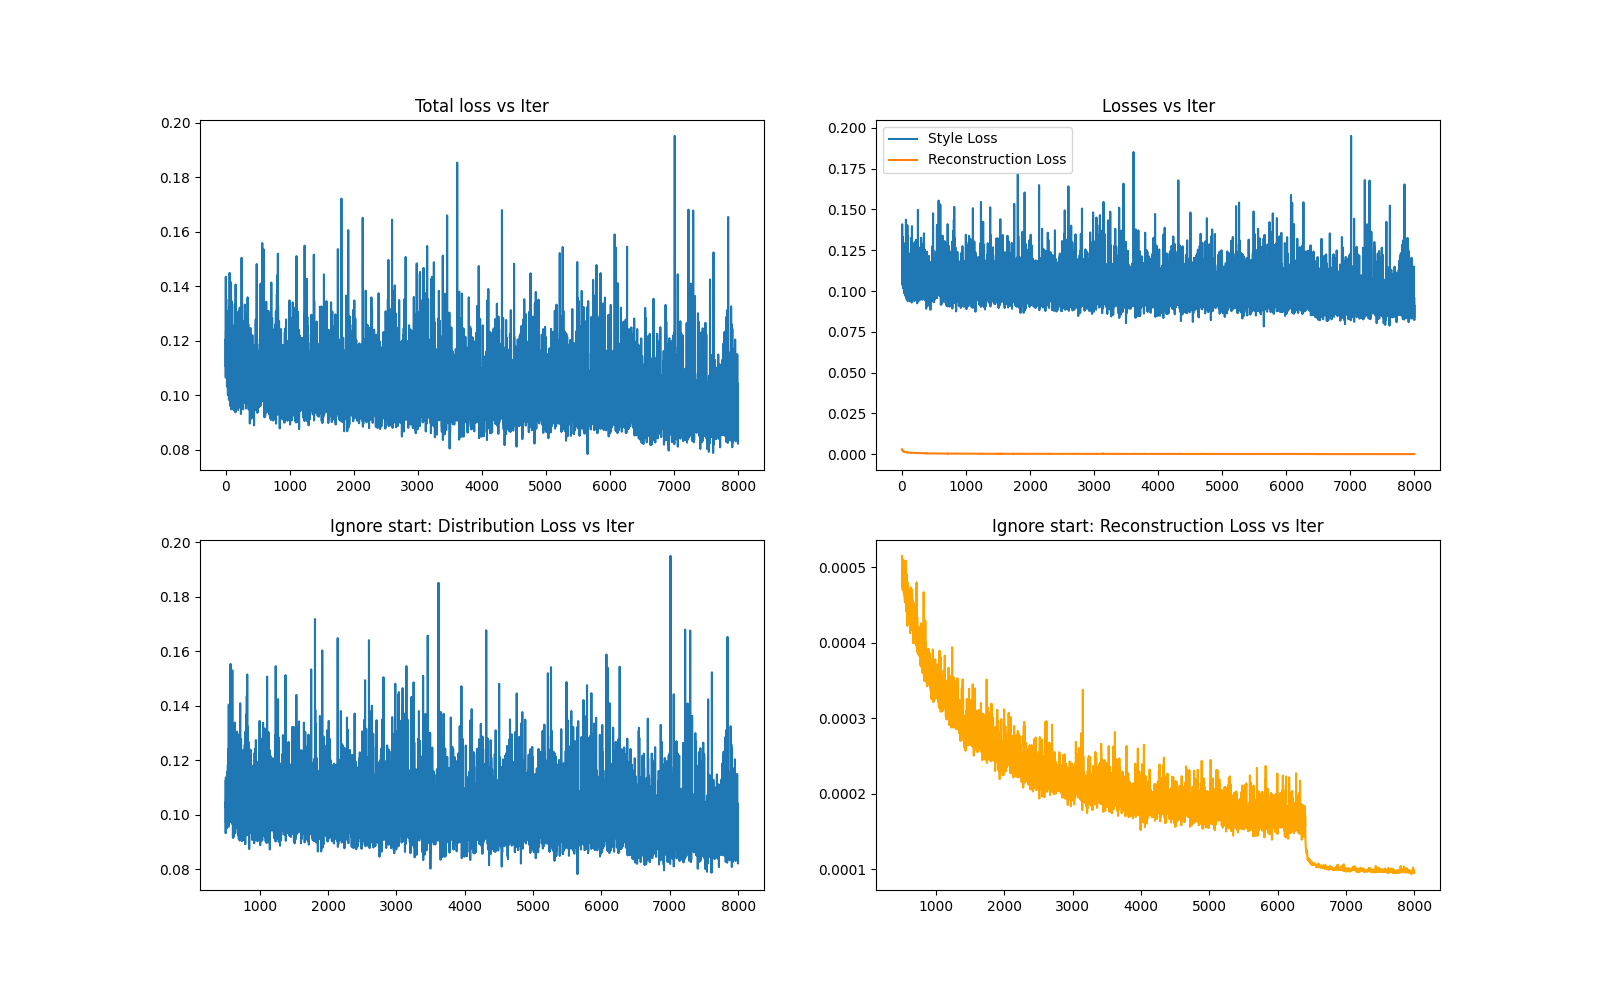 Total loss vs Iter
0.20
0.18
0.16
0.14
0.12
0.10
0.08
0 1000 2000 3000 4000 5000 6000 7000 8000
Losses vs Iter
Style Loss
Reconstruction Loss
0.200
0.175
0.150
0.125
0.100
0.075
0.050
0.025
0.000
0 1000 2000 3000 4000 5000 6000 7000 8000
Ignore start: Distribution Loss vs Iter
0.20
0.18
0.16
0.14
0.12
0.10
0.08
1000 2000 3000 4000 5000 6000 7000 8000
Ignore start: Reconstruction Loss vs Iter
0.0005
0.0004
0.0003
0.0002
0.0001
1000 2000 3000 4000 5000 6000 7000 8000